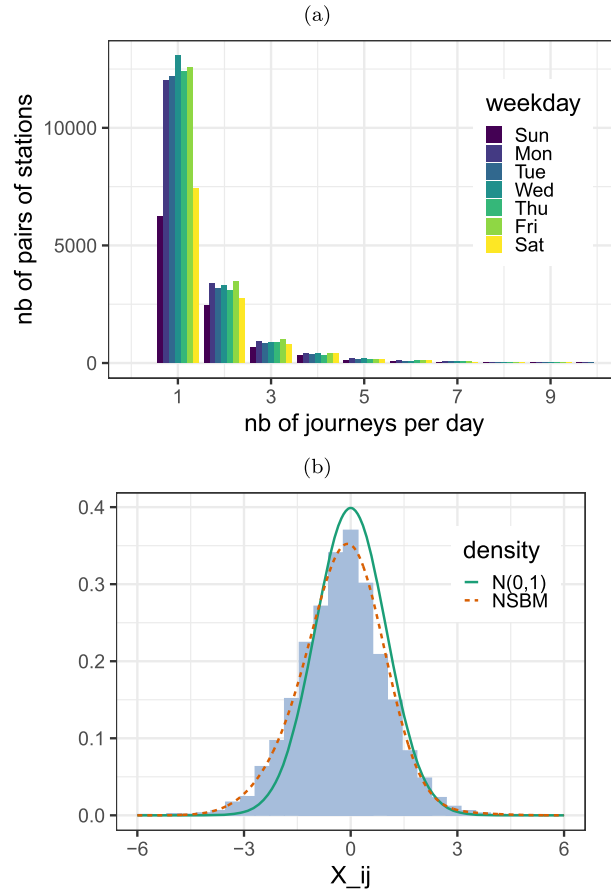 (a)
nb of pairs of stations
10000
5000
0
weekday
Sun
Mon
Tue
Wed
Thu
Fri
Sat
1 3 5 7 9
nb of journeys per day
(b)
0.4
0.3
0.2
0.1
0.0
density
N(0,1)
NSBM
−6 −3 0 3 6
X_ij